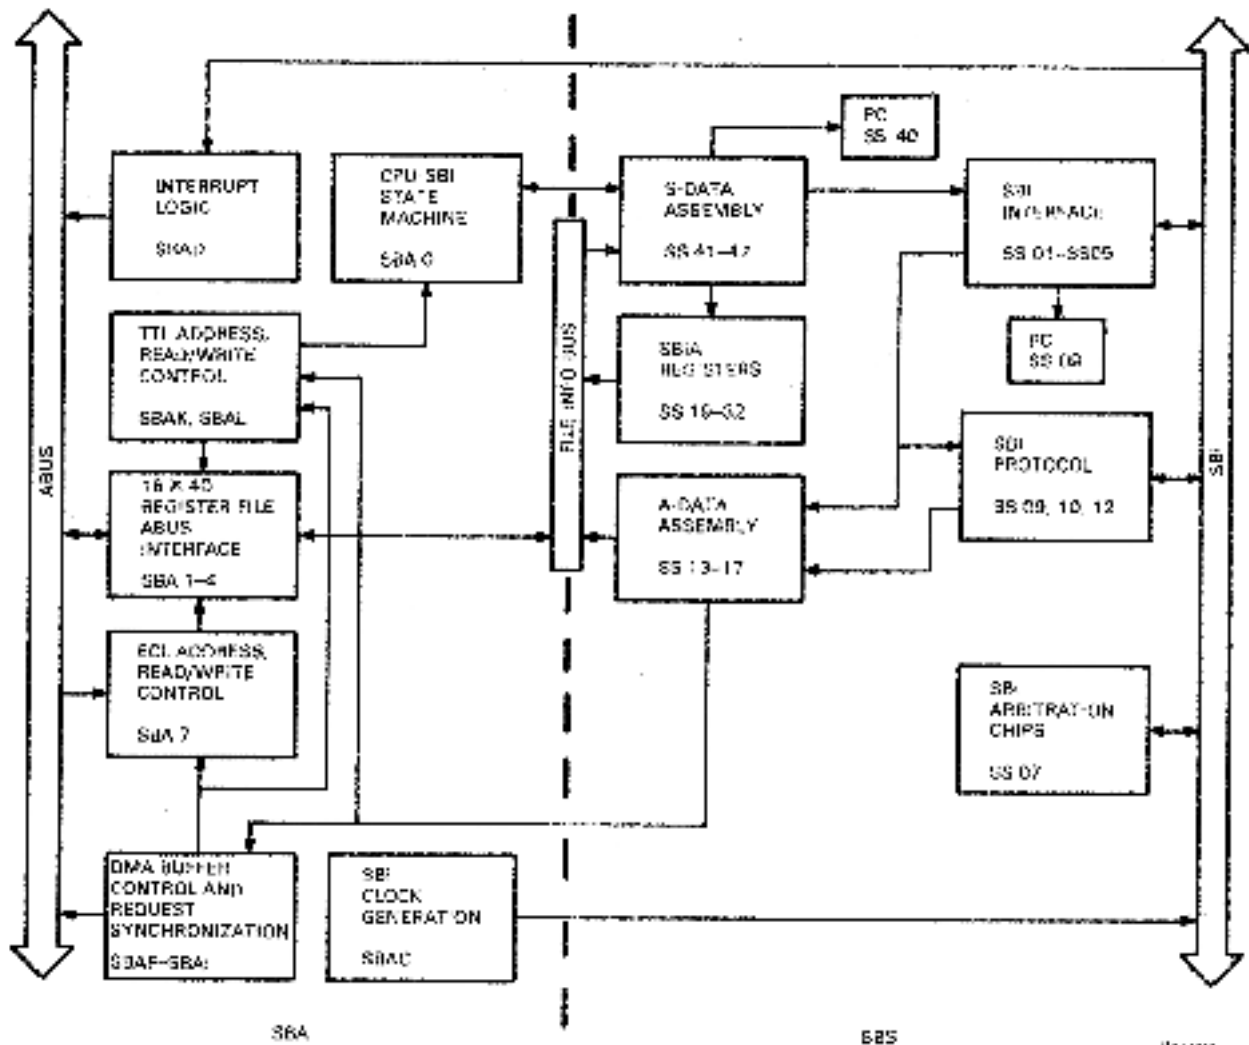 INTERRUPT
LOGIC
CPU SBI
STATE
MACHINE
SBA 6
TTL ADDRESS,
READ/WRITE
CONTROL
SBAK, SBAL
16 X 40
REGISTER FILE
ABUS
INTERFACE
SBA 1-4
ECL ADDRESS,
READ/WRITE
CONTROL
SBA 7
DMA BUFFER
CONTROL AND
REQUEST
SYNCHRONIZATION
SBI
CLOCK
GENERATION
SBAC
ABUS
FILE INFO BUS
PC
SS 40
S-DATA
ASSEMBLY
SS 41-47
SBI
INTERFACE
SS 01-SS05
SBIA
REGISTERS
PC
A-DATA
ASSEMBLY
SS 13-17
SBI
PROTOCOL
SS 09, 10, 12
SBI
ARBITRATION
CHIPS
SS 07
SBI
SBA
SBS